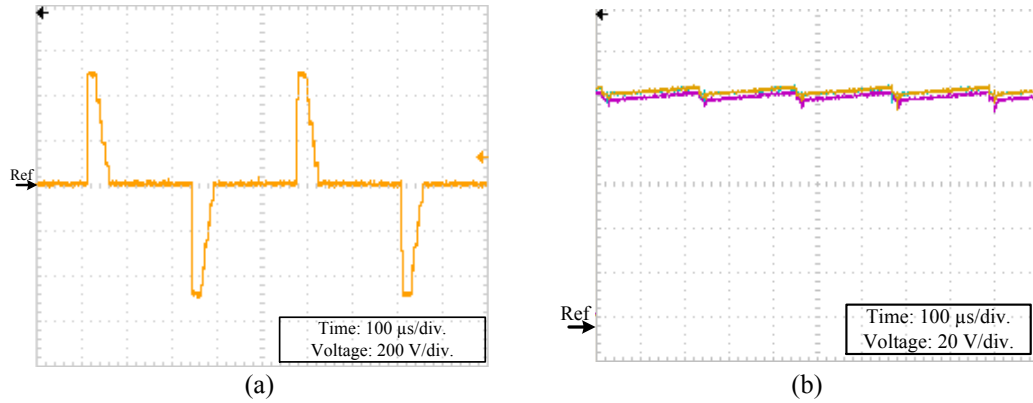 Ref
Time: 100 µs/div.
Voltage: 200 V/div.
(a)
Ref
Time: 100 µs/div.
Voltage: 20 V/div.
(b)